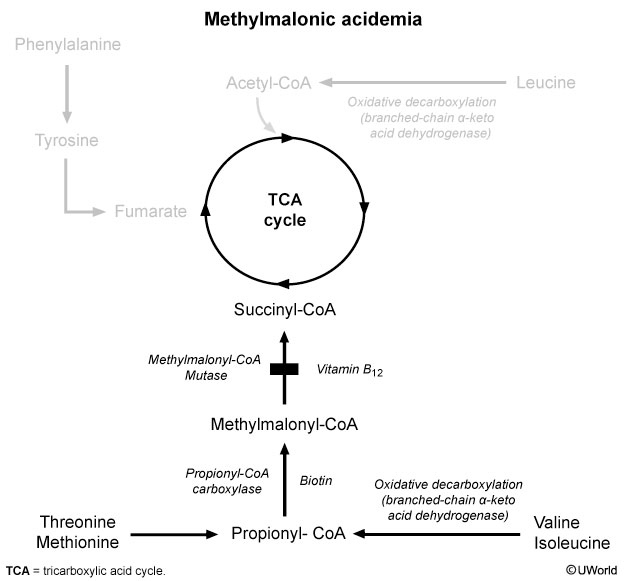 Methylmalonic acidemia
Phenylalanine
Acetyl-CoA
Leucine
Oxidative decarboxylation
(branched-chain α-keto
acid dehydrogenase)
Tyrosine
Fumarate
TCA
cycle
Succinyl-CoA
Methylmalonyl-CoA
Mutase
Vitamin B₁₂
Methylmalonyl-CoA
Propionyl-CoA
carboxylase
Biotin
Oxidative decarboxylation
(branched-chain α-keto
acid dehydrogenase)
Threonine
Methionine
Propionyl- CoA
Valine
Isoleucine
TCA = tricarboxylic acid cycle.
©UWorld